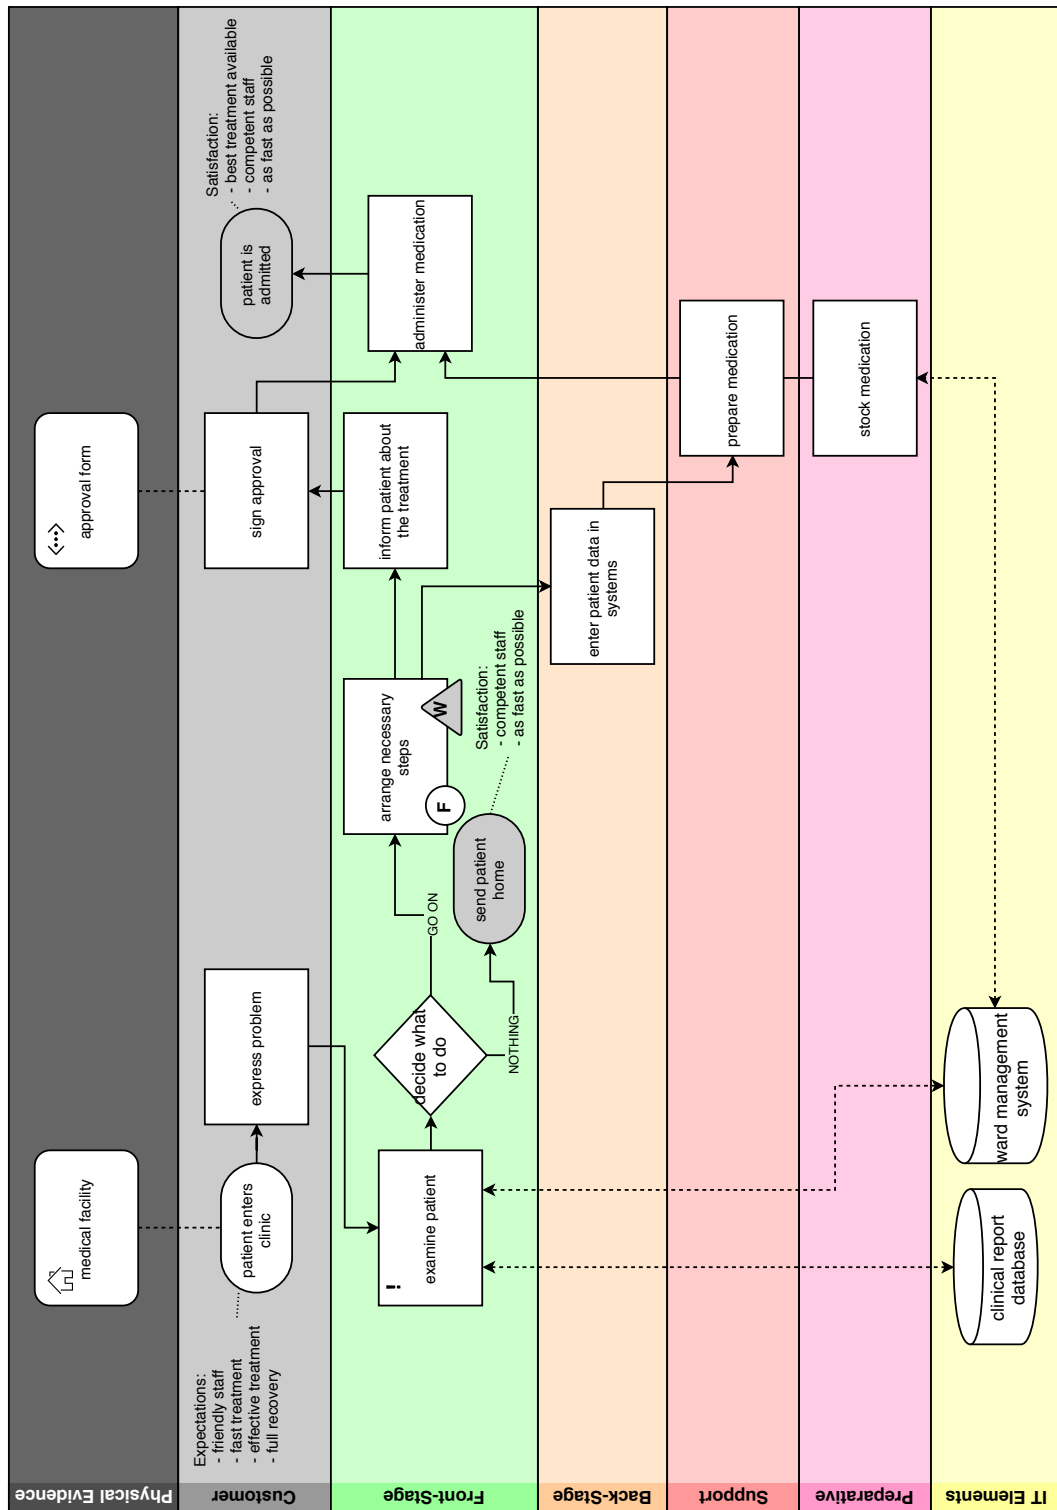 Physical Evidence
medical facility
approval form
Customer
Expectations:
- friendly staff
- fast treatment
- effective treatment
- full recovery
patient enters
clinic
express problem
sign approval
patient is
admitted
Satisfaction:
- best treatment available
- competent staff
- as fast as possible
Front-Stage
!
examine patient
decide what
to do
GO ON
NOTHING
send patient
home
arrange necessary
steps
F
W
Satisfaction:
- competent staff
- as fast as possible
inform patient about
the treatment
administer medication
Back-Stage
enter patient data in
systems
Support
prepare medication
Preparative
stock medication
IT Elements
clinical report
database
ward management
system